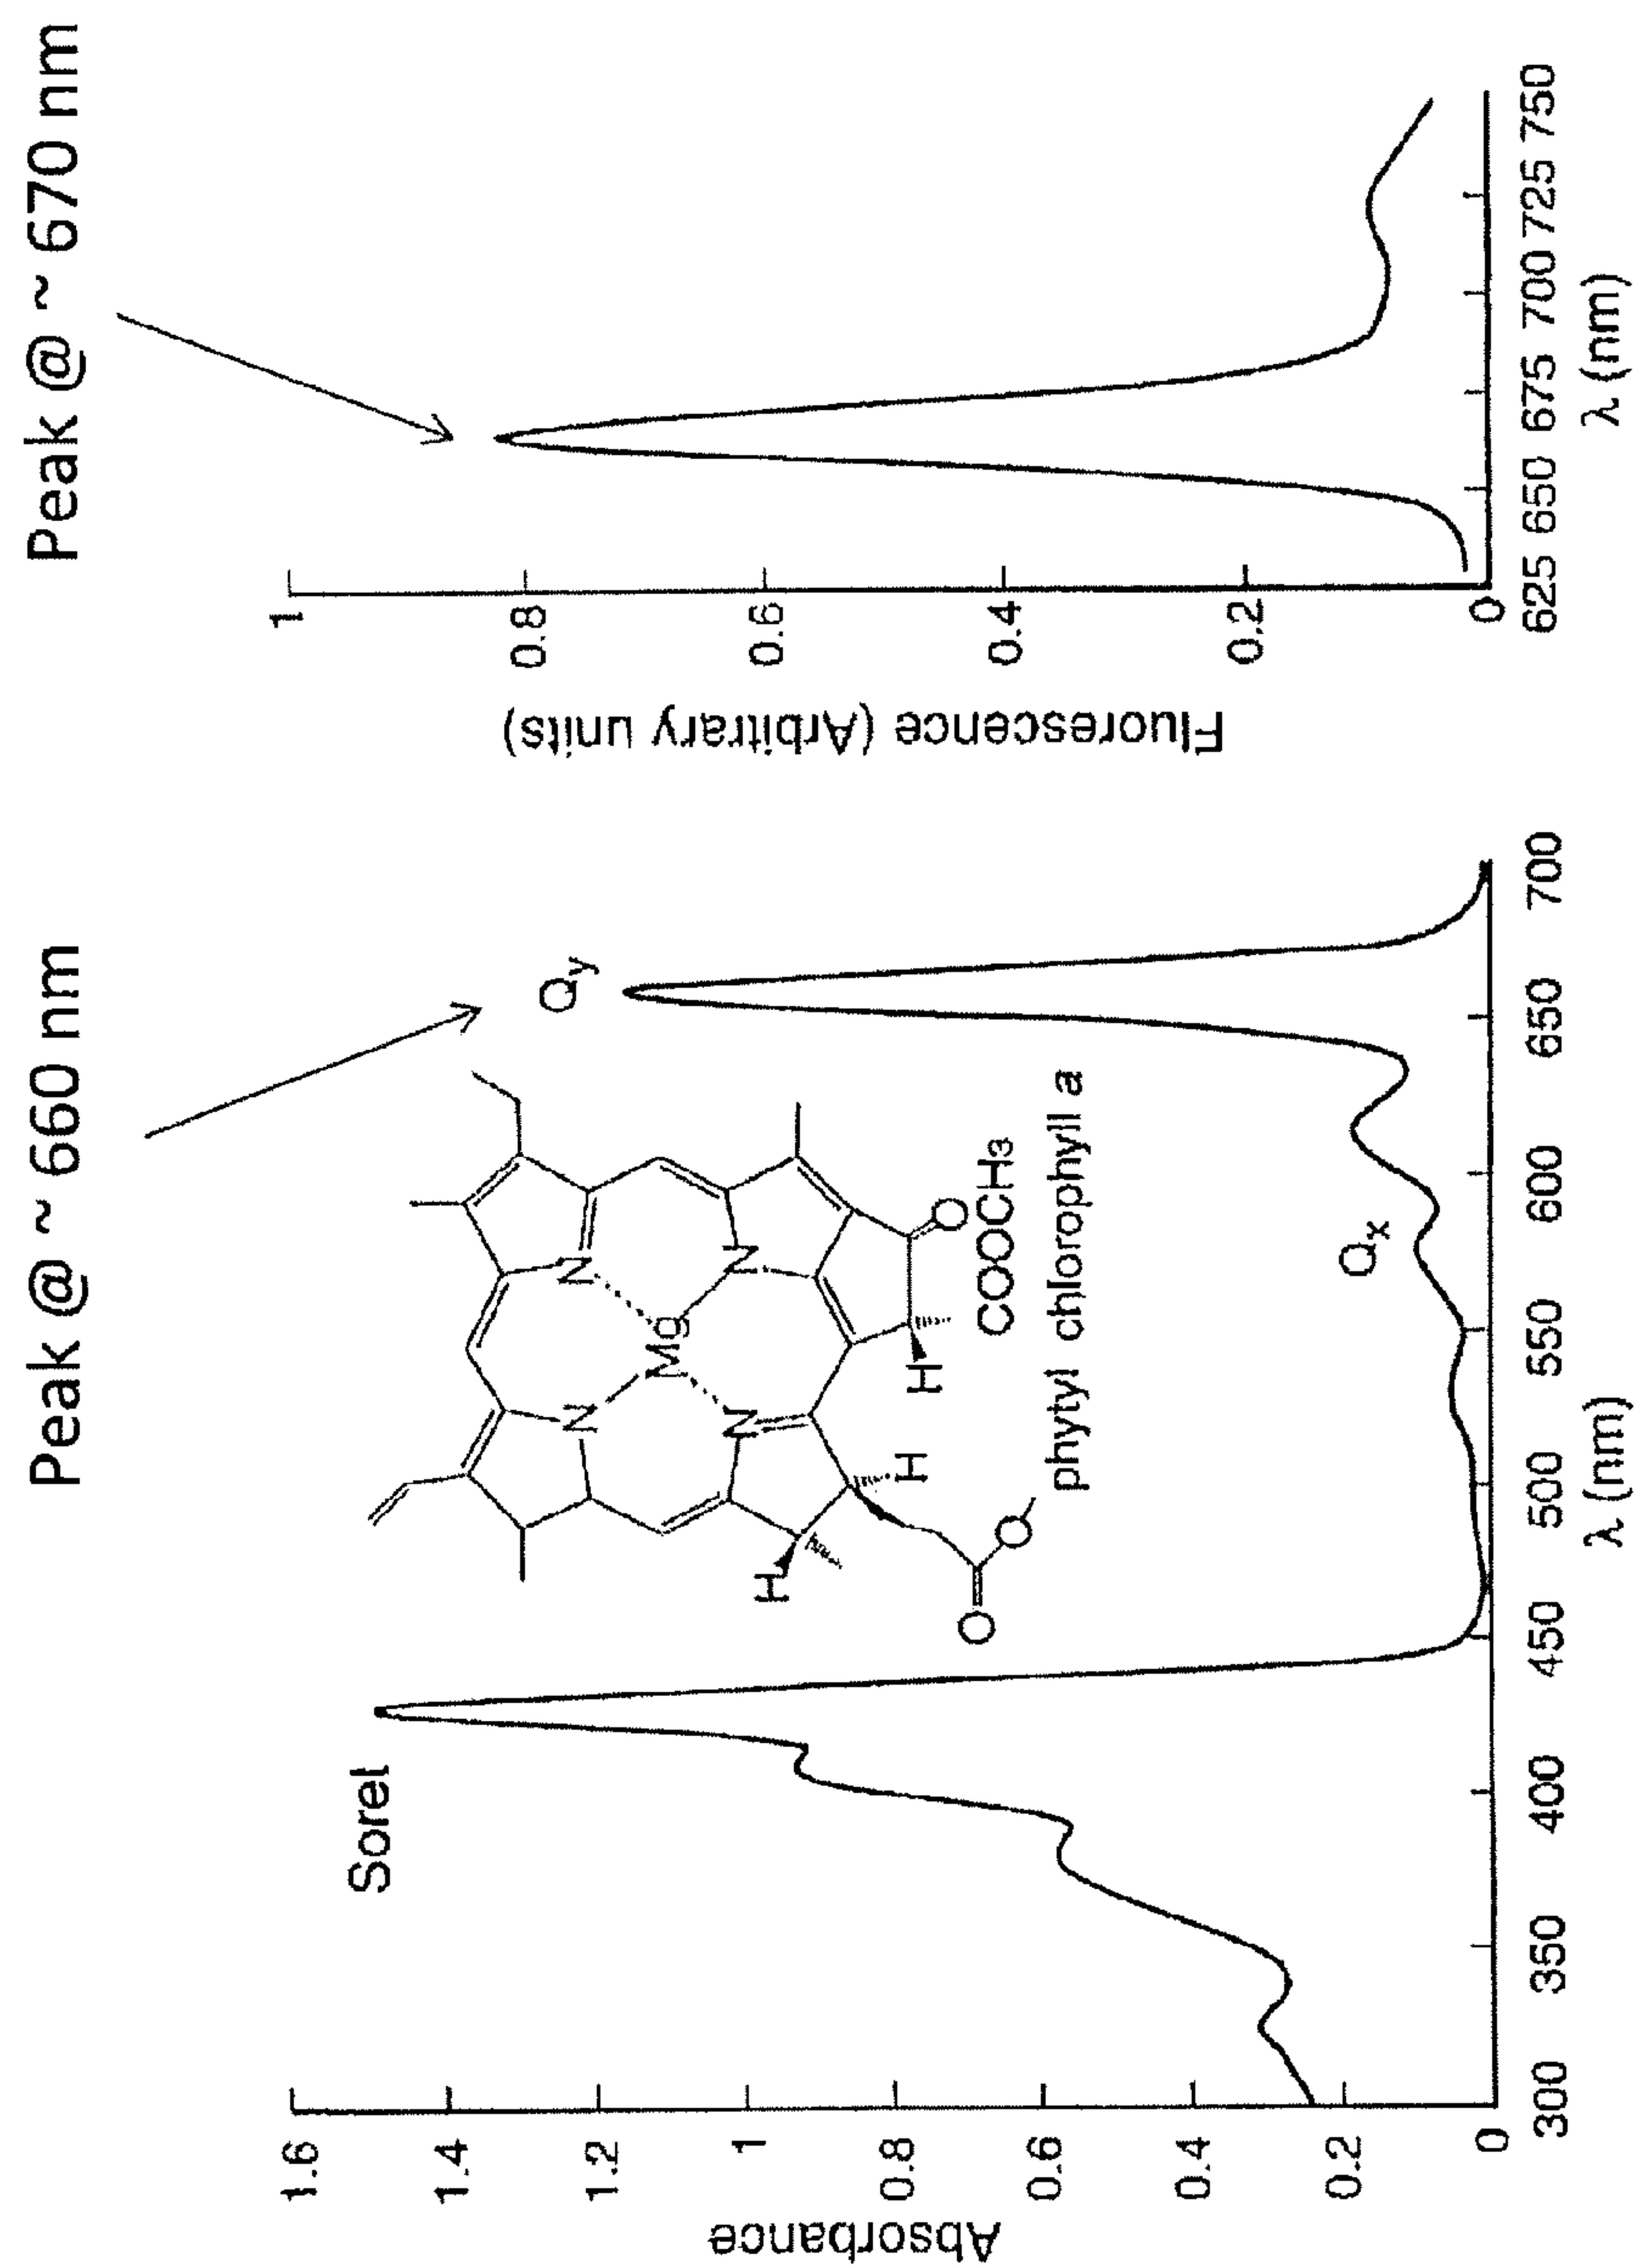 Peak @ ~ 660 nm
Peak @ ~ 670 nm
Absorbance
1.6
1.4
1.2
1
0.8
0.6
0.4
0.2
0
Sorel
Qx
Qy
N
N
Mg
N
N
H
H
H
O
O
O
COOCH3
phytyl chlorophyll a
300 350 400 450 500 550 600 650 700
λ (nm)
Fluorescence (Arbitrary units)
1
0.8
0.6
0.4
0.2
0
625 650 675 700 725 750
λ (nm)